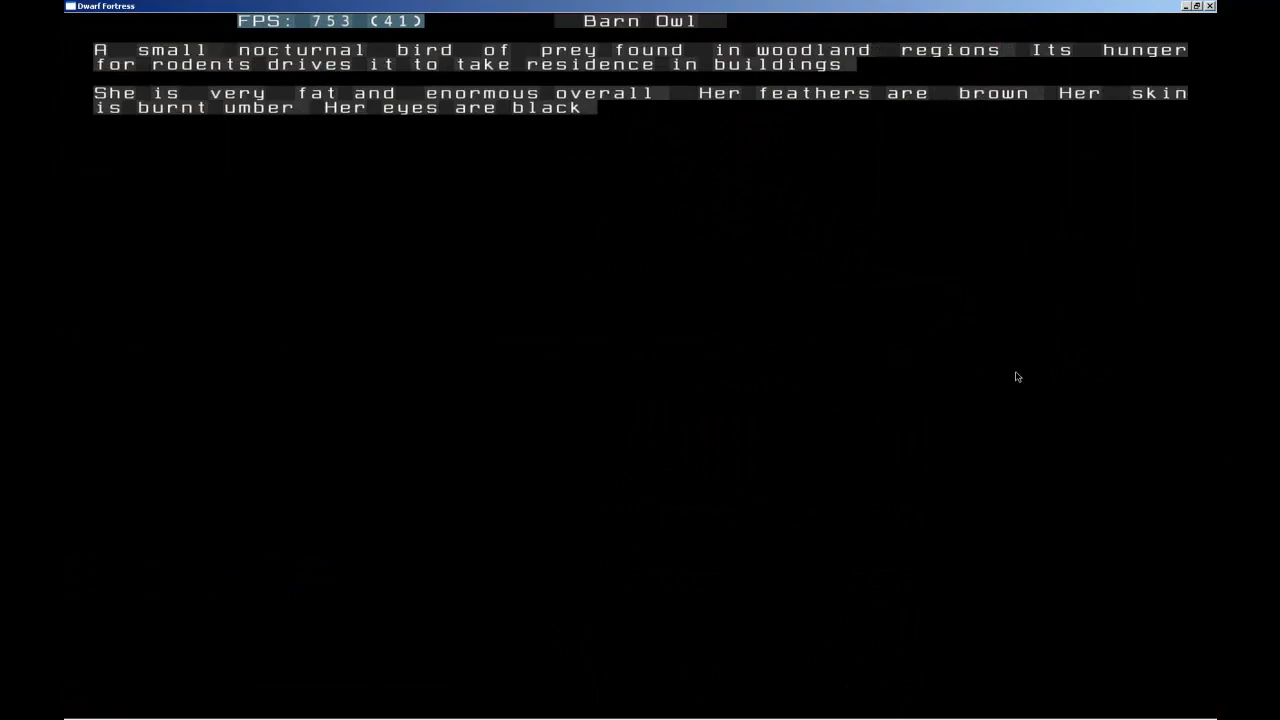 Dwarf Fortress
FPS: 753 (41) Barn Owl
A small nocturnal bird of prey found in woodland regions Its hunger
for rodents drives it to take residence in buildings
She is very fat and enormous overall Her feathers are brown Her skin
is burnt umber Her eyes are black